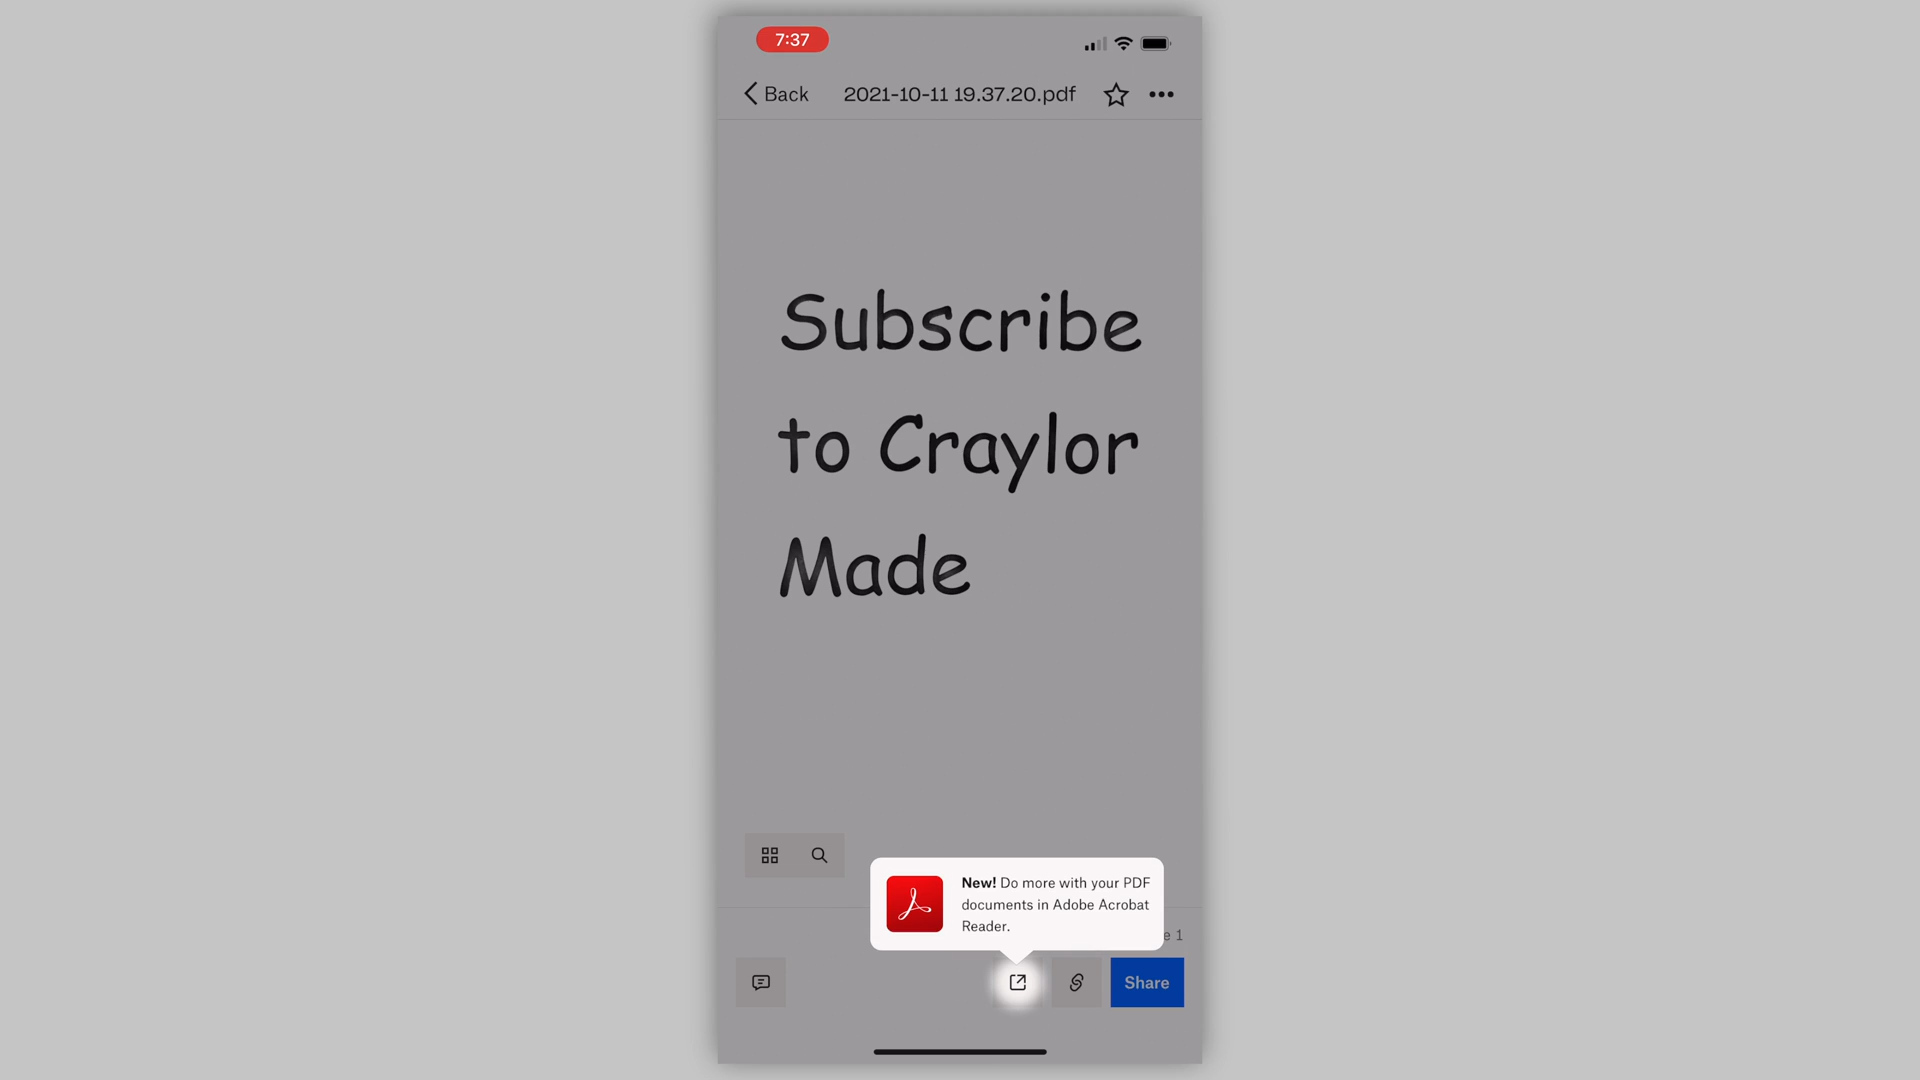 7:37
Back 2021-10-11 19.37.20.pdf
Subscribe
to Craylor
Made
New! Do more with your PDF
documents in Adobe Acrobat
Reader.
e 1
Share